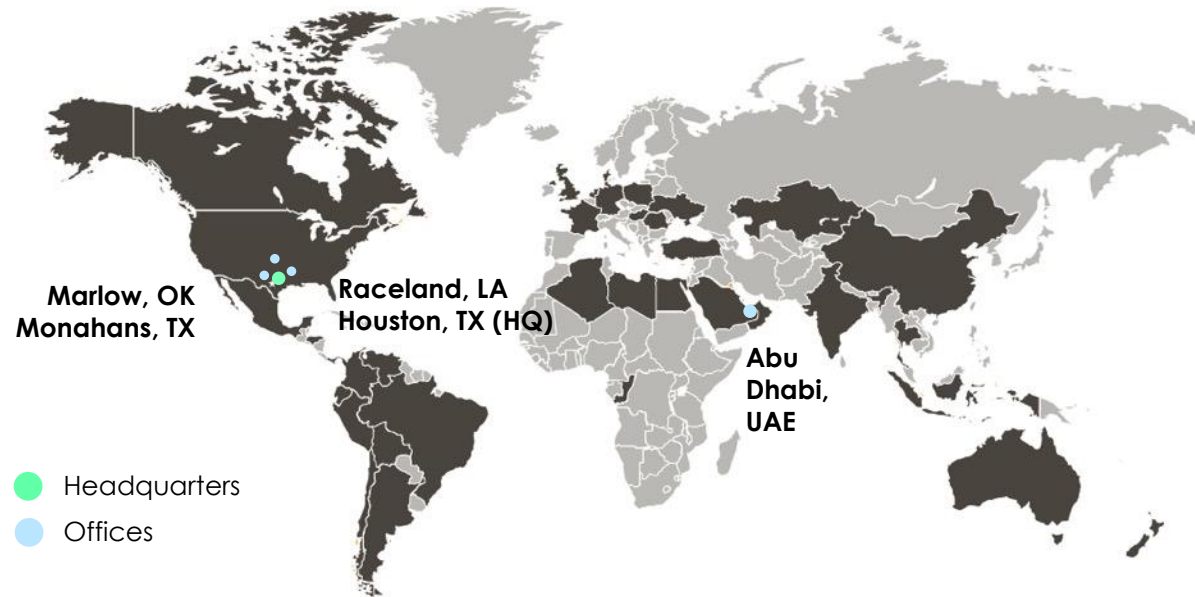 Marlow, OK
Monahans, TX
Raceland, LA
Houston, TX (HQ)
Abu
Dhabi,
UAE
Headquarters
Offices